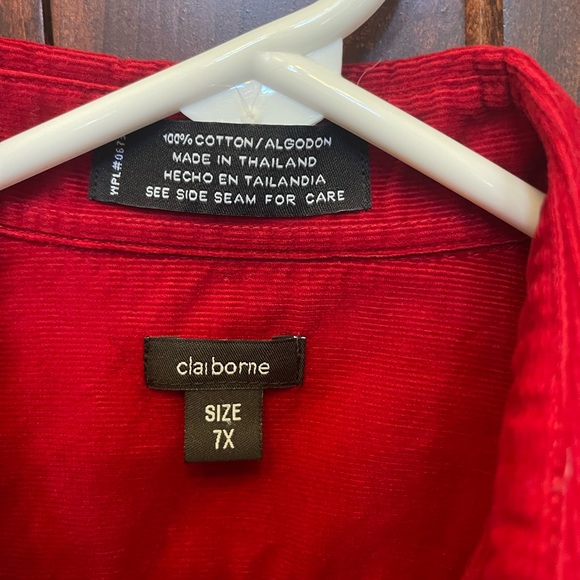 100% COTTON/ALGODON
MADE IN THAILAND
HECHO EN TAILANDIA
SEE SIDE SEAM FOR CARE
claiborne
SIZE
7X